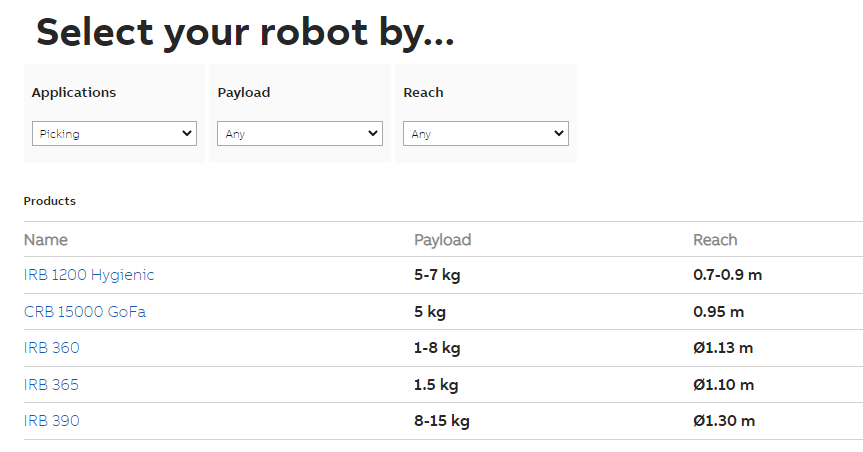 Select your robot by...
Applications Payload Reach
Picking Any Any
Products
Name Payload Reach
IRB 1200 Hygienic 5-7 kg 0.7-0.9 m
CRB 15000 GoFa 5 kg 0.95 m
IRB 360 1-8 kg Ø1.13 m
IRB 365 1.5 kg Ø1.10 m
IRB 390 8-15 kg Ø1.30 m